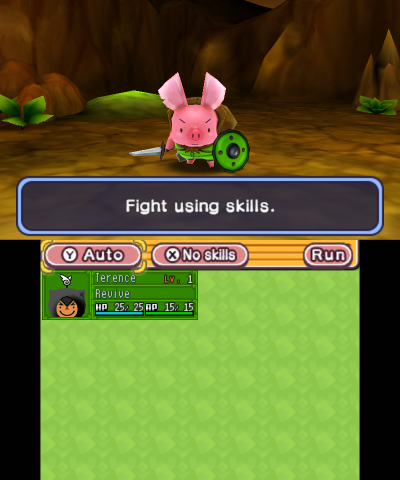 Fight using skills.
Y Auto X No skills Run
Terence Lv. 1
Revive
HP 25/25 AP 15/15